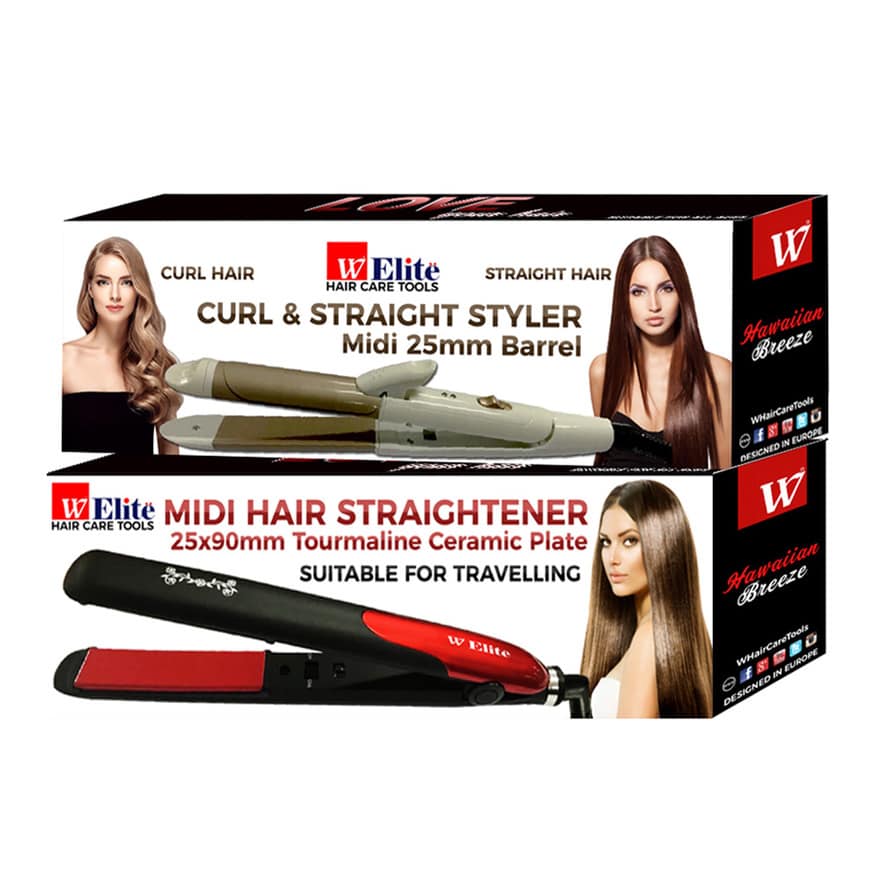 LOVE
CURL HAIR
W Elite
HAIR CARE TOOLS
STRAIGHT HAIR
CURL & STRAIGHT STYLER
Midi 25mm Barrel
W
Hawaiian
Breeze
WHairCareTools
DESIGNED IN EUROPE
W Elite
HAIR CARE TOOLS
MIDI HAIR STRAIGHTENER
25x90mm Tourmaline Ceramic Plate
SUITABLE FOR TRAVELLING
W Elite
W
Hawaiian
Breeze
WHairCareTools
DESIGNED IN EUROPE